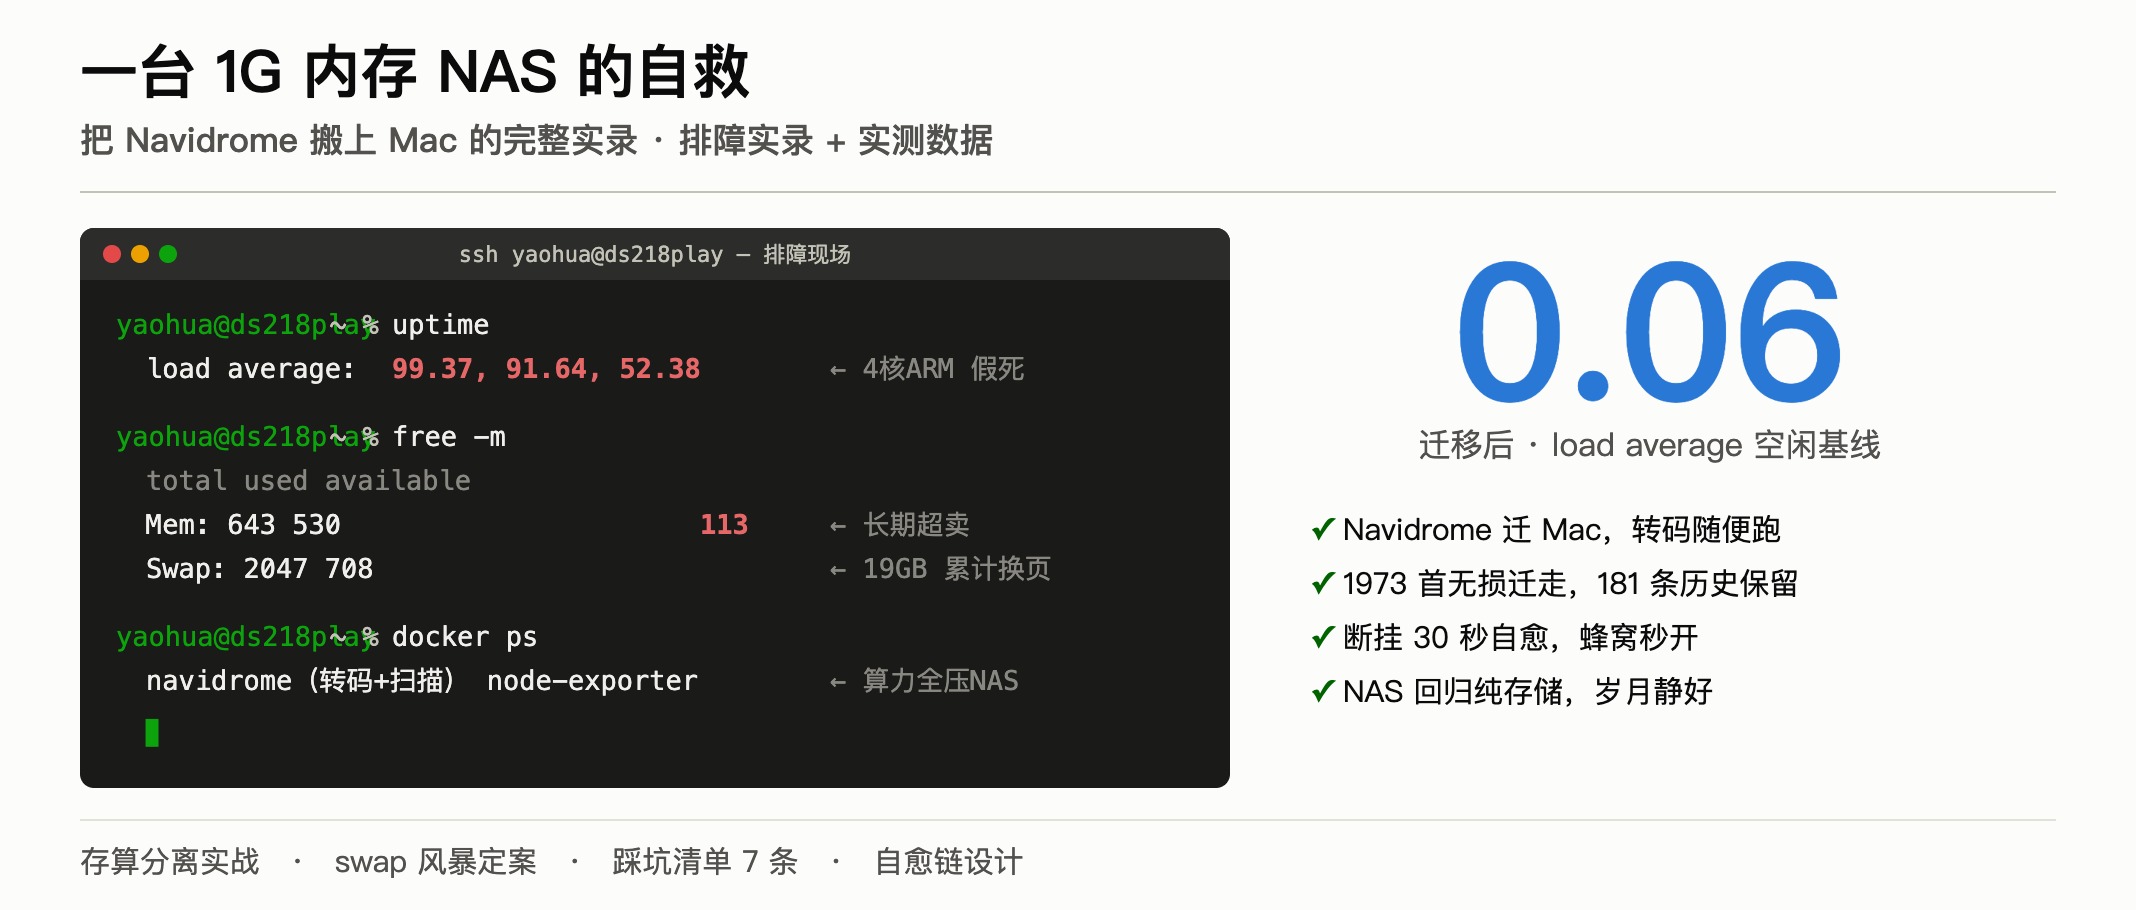 一台 1G 内存 NAS 的自救
把 Navidrome 搬上 Mac 的完整实录 · 排障实录 + 实测数据
ssh yaohua@ds218play — 排障现场
yaohua@ds218play ~ % uptime
load average: 99.37, 91.64, 52.38 ← 4核ARM 假死
yaohua@ds218play ~ % free -m
total used available
Mem: 643 530 113 ← 长期超卖
Swap: 2047 708 ← 19GB 累计换页
yaohua@ds218play ~ % docker ps
navidrome（转码+扫描） node-exporter ← 算力全压NAS
0.06
迁移后 · load average 空闲基线
✓ Navidrome 迁 Mac，转码随便跑
✓ 1973 首无损迁走，181 条历史保留
✓ 断挂 30 秒自愈，蜂窝秒开
✓ NAS 回归纯存储，岁月静好
存算分离实战 · swap 风暴定案 · 踩坑清单 7 条 · 自愈链设计